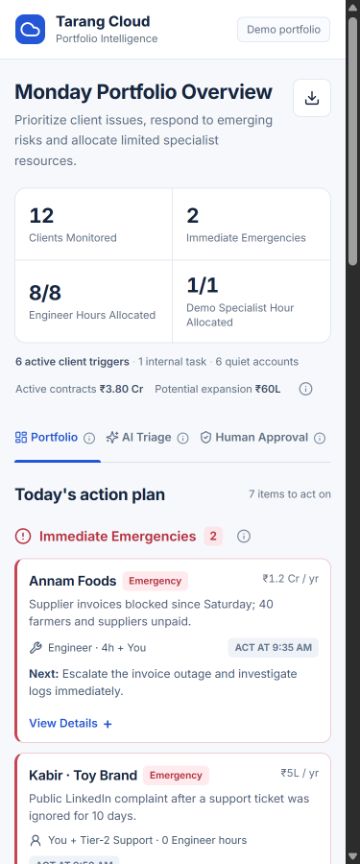 Tarang Cloud
Portfolio Intelligence
Demo portfolio
Monday Portfolio Overview
Prioritize client issues, respond to emerging
risks and allocate limited specialist
resources.
12
Clients Monitored
2
Immediate Emergencies
8/8
Engineer Hours Allocated
1/1
Demo Specialist Hour
Allocated
6 active client triggers · 1 internal task · 6 quiet accounts
Active contracts ₹3.80 Cr Potential expansion ₹60L
Portfolio AI Triage Human Approval
Today's action plan 7 items to act on
Immediate Emergencies 2
Annam Foods Emergency ₹1.2 Cr / yr
Supplier invoices blocked since Saturday; 40
farmers and suppliers unpaid.
Engineer · 4h + You ACT AT 9:35 AM
Next: Escalate the invoice outage and investigate
logs immediately.
View Details +
Kabir · Toy Brand Emergency ₹5L / yr
Public LinkedIn complaint after a support ticket was
ignored for 10 days.
You + Tier-2 Support · 0 Engineer hours